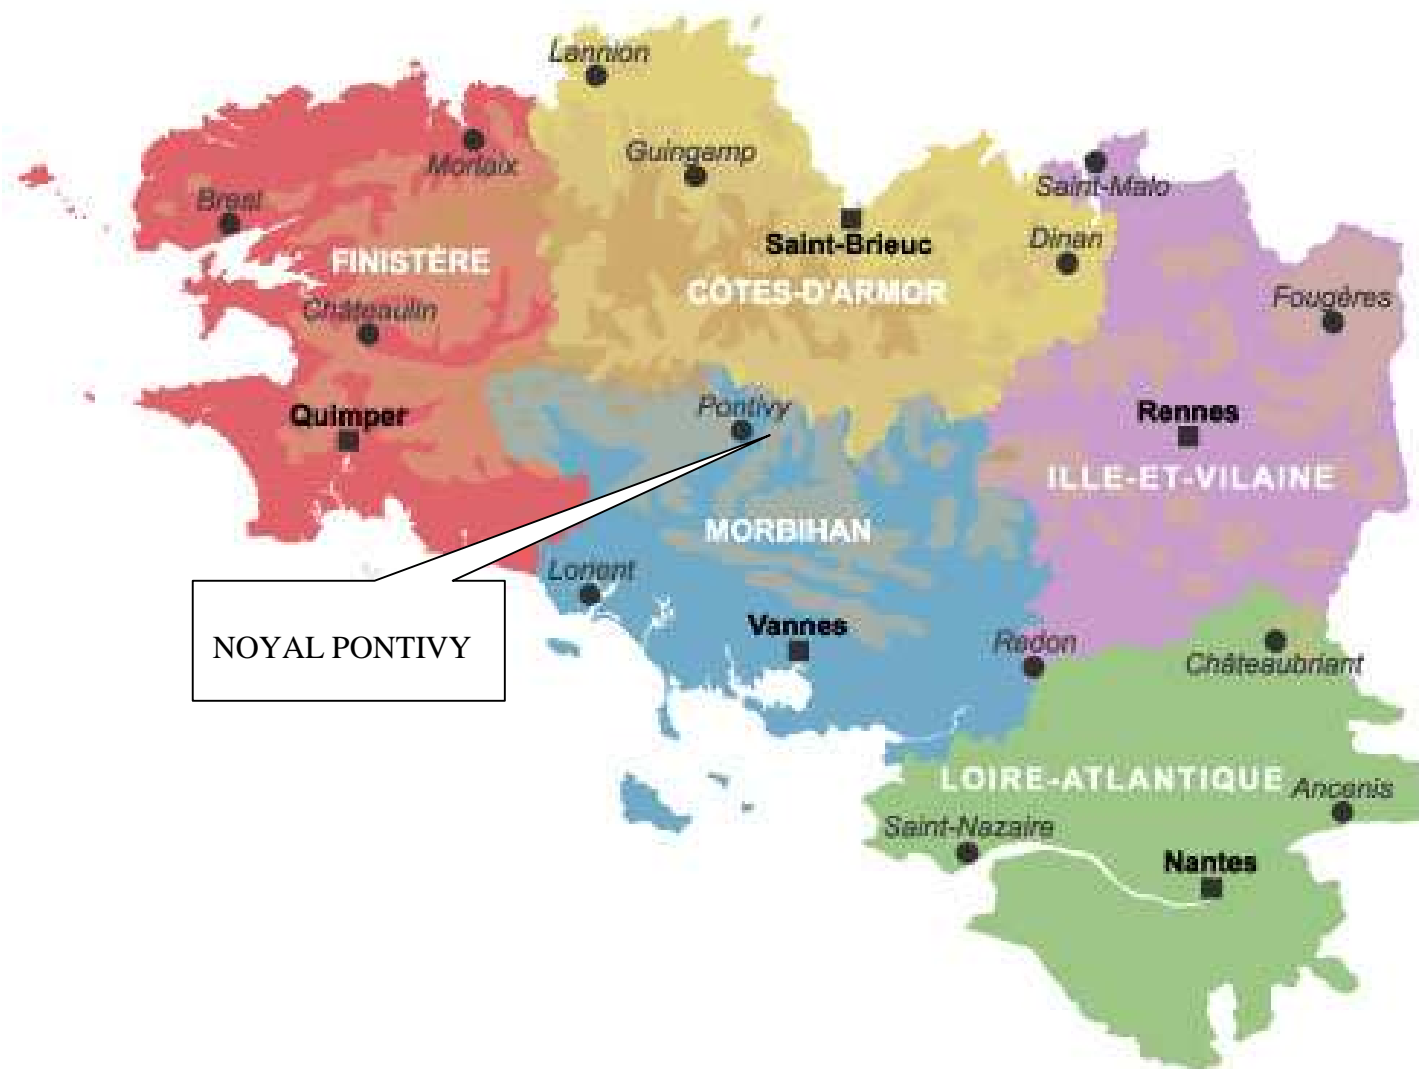 Lannion
Guingamp
Morlaix
Saint-Malo
Brest
Saint-Brieuc
Dinan
FINISTÈRE
CÔTES-D'ARMOR
Fougères
Châteaulin
Pontivy
Quimper
Rennes
ILLE-ET-VILAINE
MORBIHAN
Lorient
NOYAL PONTIVY
Vannes
Redon
Châteaubriant
LOIRE-ATLANTIQUE
Ancenis
Saint-Nazaire
Nantes